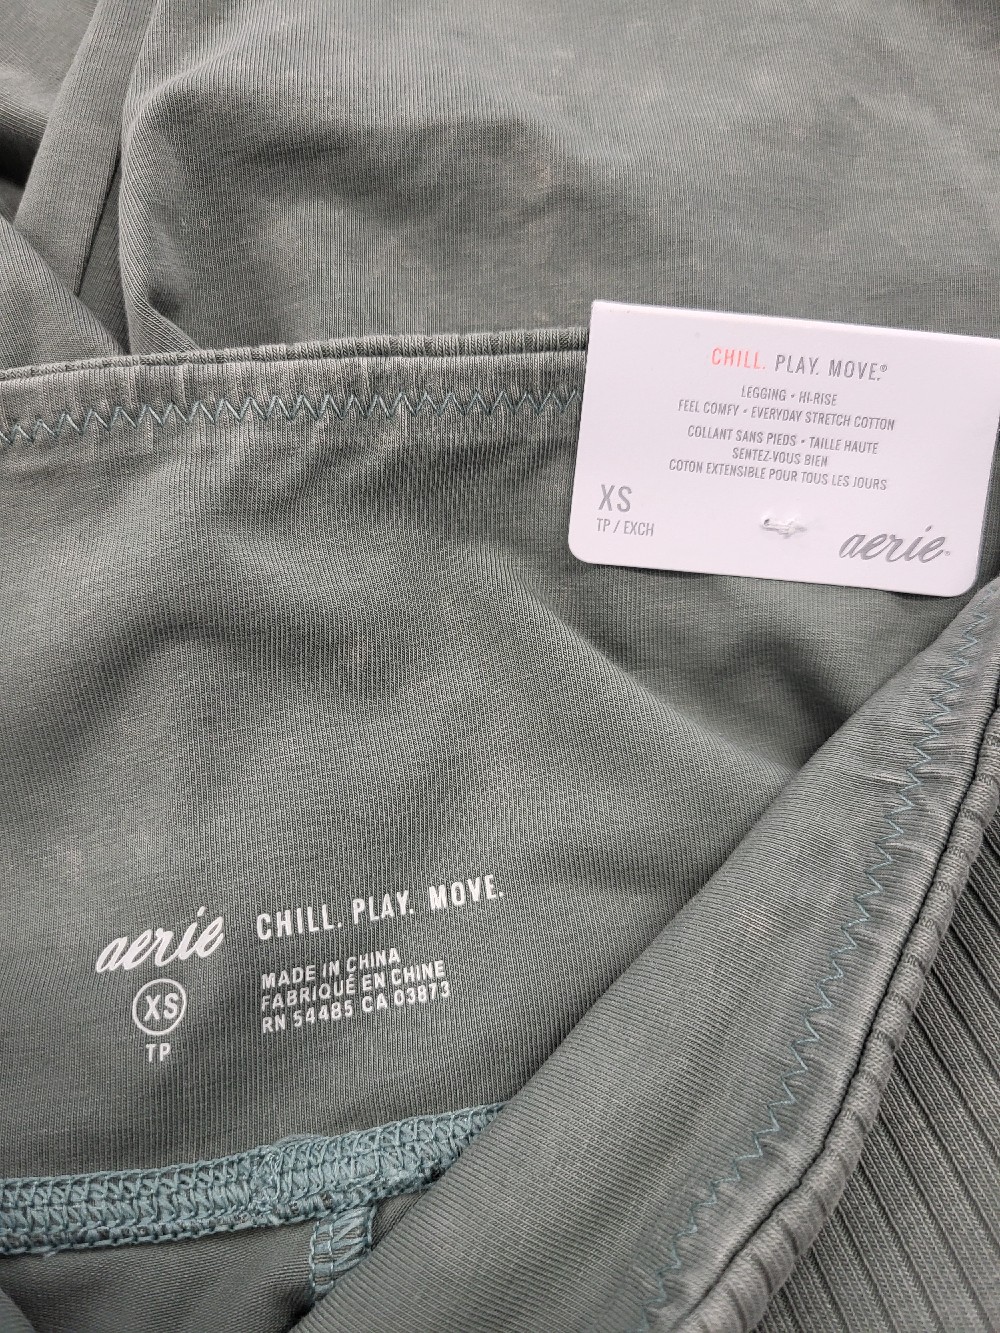 CHILL. PLAY. MOVE.®
LEGGING • HI-RISE
FEEL COMFY • EVERYDAY STRETCH COTTON
COLLANT SANS PIEDS • TAILLE HAUTE
SENTEZ-VOUS BIEN
COTON EXTENSIBLE POUR TOUS LES JOURS
XS
TP / EXCH
aerie®
aerie
XS
TP
CHILL. PLAY. MOVE.
MADE IN CHINA
FABRIQUÉ EN CHINE
RN 54485 CA 03873